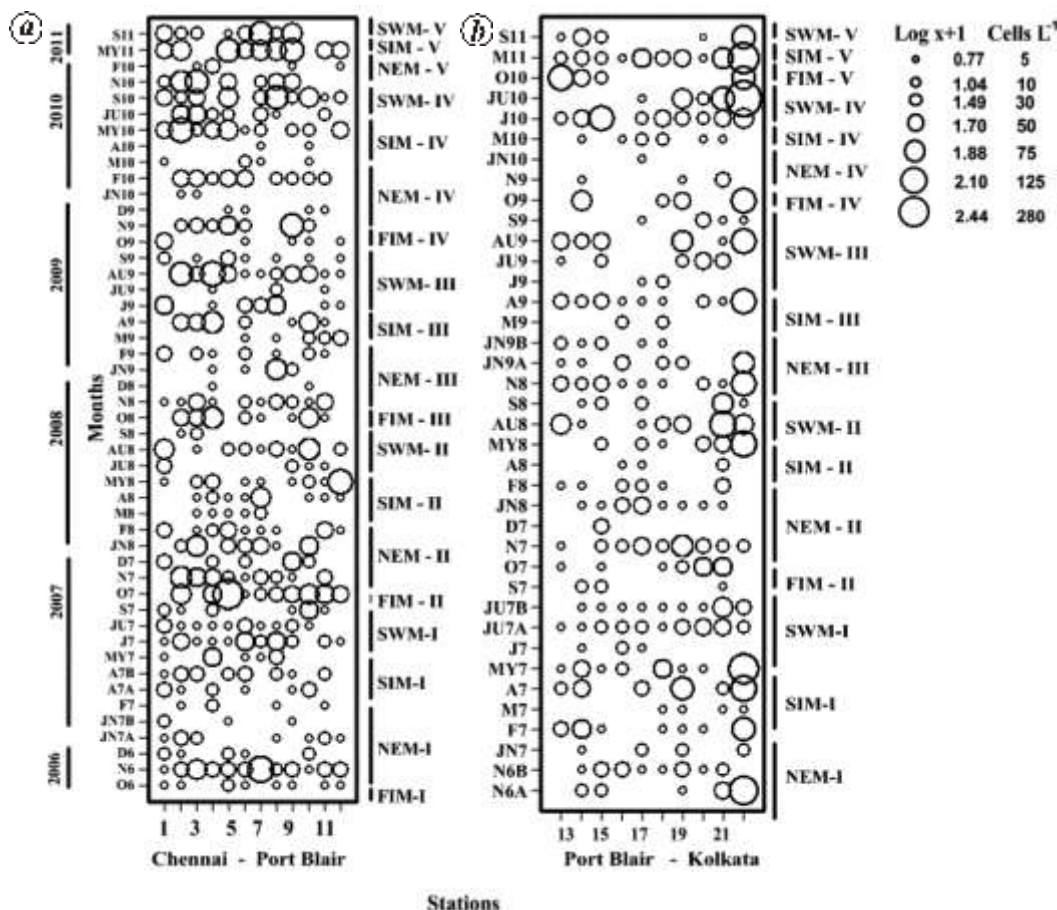 a
b
Log x+1 Cells L⁻¹
0.77 5
1.04 10
1.49 30
1.70 50
1.88 75
2.10 125
2.44 280
Months
2011
2010
2009
2008
2007
2006
S11
MY11
F10
N10
S10
JU10
MY10
A10
M10
F10
JN10
D9
N9
O9
S9
AU9
JU9
J9
A9
M9
F9
JN9
D8
N8
O8
S8
AU8
JU8
MY8
A8
M8
F8
JN8
D7
N7
O7
S7
JU7
J7
MY7
A7B
A7A
F7
JN7B
JN7A
D6
N6
O6
SWM- V
SIM - V
NEM - V
SWM- IV
SIM - IV
NEM - IV
FIM - IV
SWM- III
SIM - III
NEM - III
FIM - III
SWM- II
SIM - II
NEM - II
FIM - II
SWM-I
SIM-I
NEM-I
FIM-I
1 3 5 7 9 11
Chennai - Port Blair
S11
M11
O10
JU10
J10
M10
JN10
N9
O9
S9
AU9
JU9
J9
A9
M9
JN9B
JN9A
N8
S8
AU8
MY8
A8
F8
JN8
D7
N7
O7
S7
JU7B
JU7A
J7
MY7
A7
M7
F7
JN7
N6B
N6A
SWM- V
SIM - V
FIM - V
SWM- IV
SIM - IV
NEM - IV
FIM - IV
SWM- III
SIM - III
NEM - III
SWM- II
SIM - II
NEM - II
FIM - II
SWM-I
SIM-I
NEM-I
13 15 17 19 21
Port Blair - Kolkata
Stations